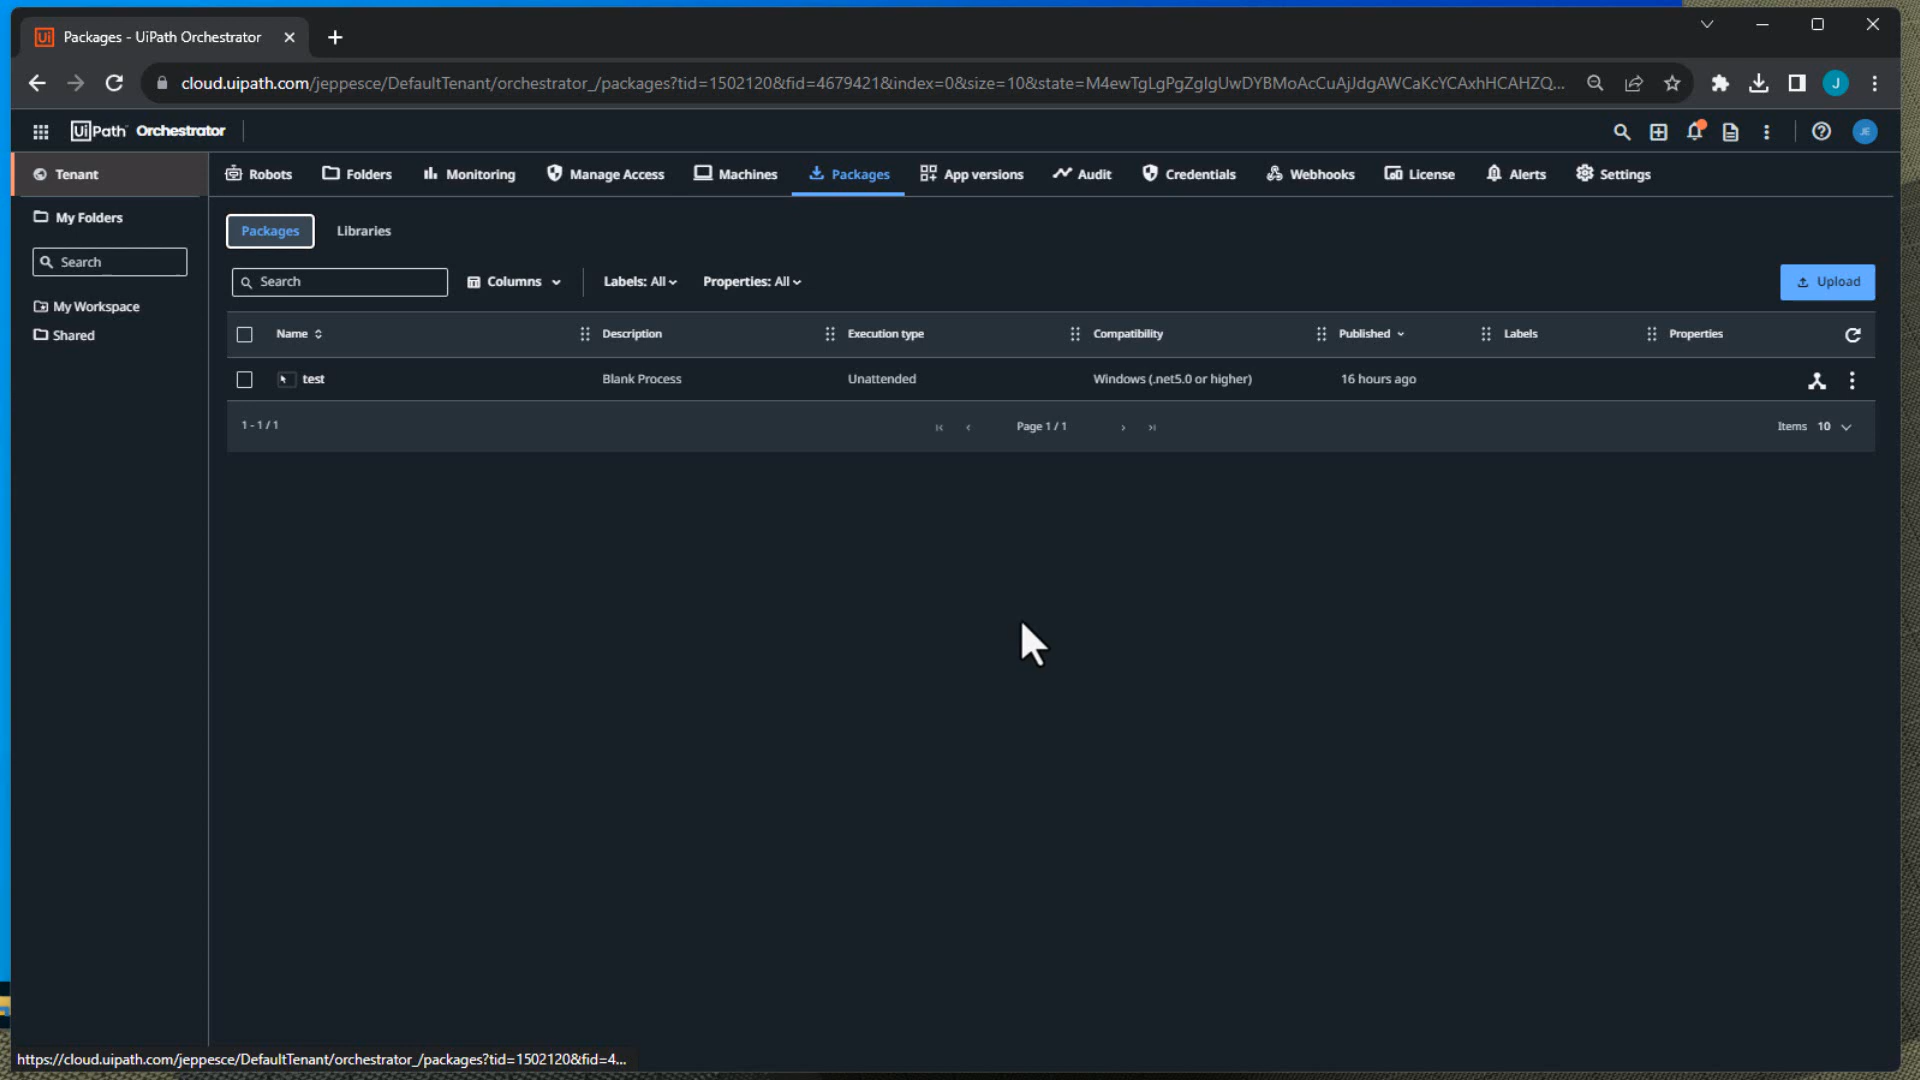 Packages - UiPath Orchestrator
cloud.uipath.com/jeppesce/DefaultTenant/orchestrator_/packages?tid=1502120&fid=4679421&index=0&size=10&state=M4ewTgLgPgZglgUwDYBMoAcCuAjJdgAWCaKcYCAxhHCAHZQ...
J
UiPath Orchestrator
JE
Tenant
Robots Folders Monitoring Manage Access Machines Packages App versions Audit Credentials Webhooks License Alerts Settings
My Folders
Search
My Workspace
Shared
Packages Libraries
Search Columns Labels: All Properties: All Upload
Name Description Execution type Compatibility Published Labels Properties
test Blank Process Unattended Windows (.net5.0 or higher) 16 hours ago
1 - 1 / 1 Page 1 / 1 Items 10
https://cloud.uipath.com/jeppesce/DefaultTenant/orchestrator_/packages?tid=1502120&fid=4...